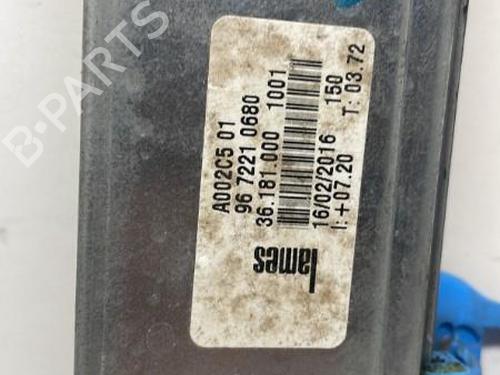 A002C5 01
96 7221 0680
36.181.000 1001
16/02/2016 150
I: +07.20 T: 03.72
lames
B-PARTS